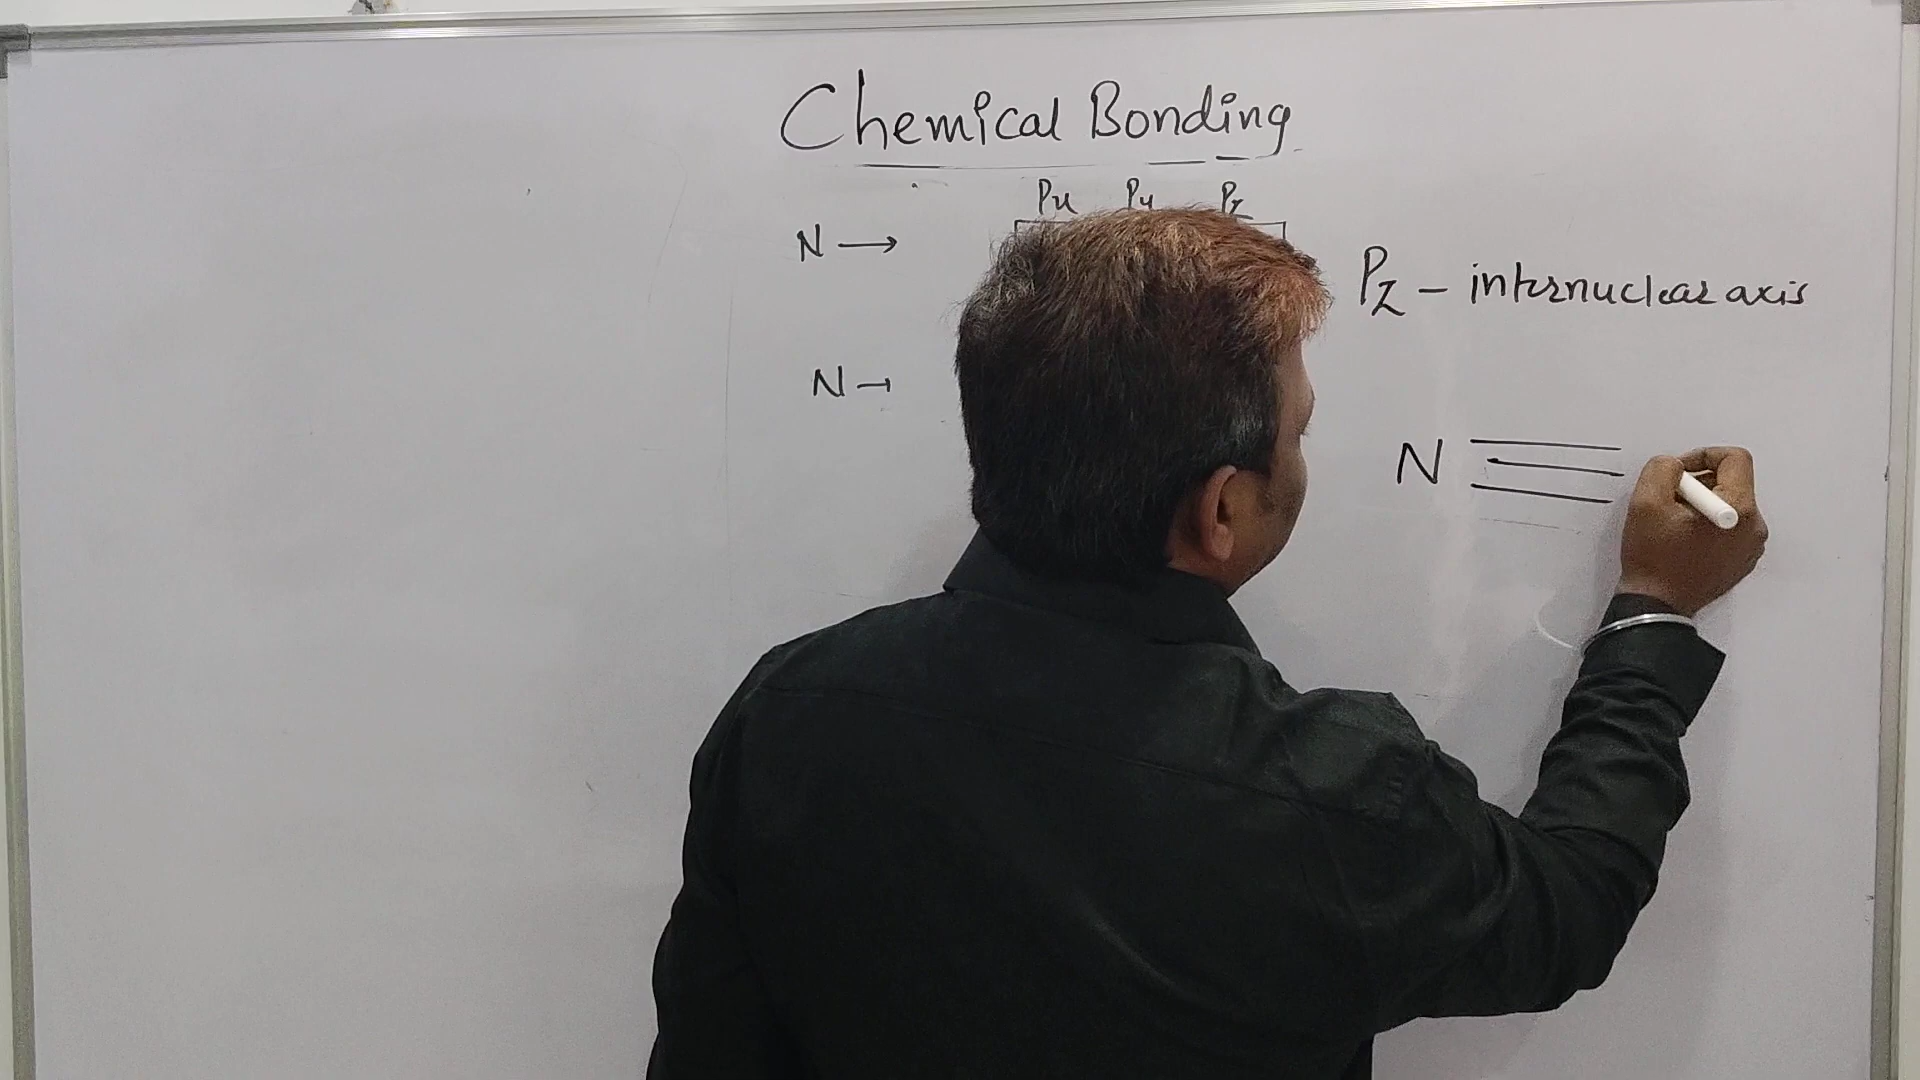 Chemical Bonding
Px Py Pz
N →
Pz - internuclear axis
N →
N ≡